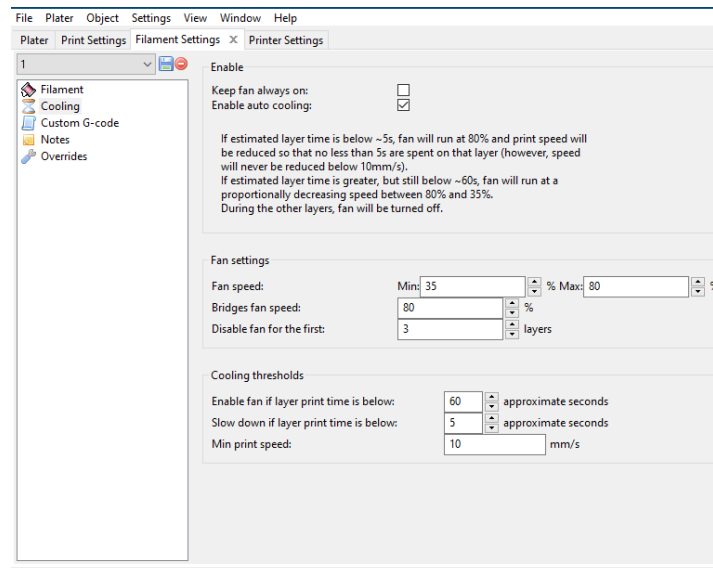 File Plater Object Settings View Window Help
Plater Print Settings Filament Settings X Printer Settings
1
Filament
Cooling
Custom G-code
Notes
Overrides
Enable
Keep fan always on:
Enable auto cooling:
If estimated layer time is below ~5s, fan will run at 80% and print speed will
be reduced so that no less than 5s are spent on that layer (however, speed
will never be reduced below 10mm/s).
If estimated layer time is greater, but still below ~60s, fan will run at a
proportionally decreasing speed between 80% and 35%.
During the other layers, fan will be turned off.
Fan settings
Fan speed: Min: 35 % Max: 80 %
Bridges fan speed: 80 %
Disable fan for the first: 3 layers
Cooling thresholds
Enable fan if layer print time is below: 60 approximate seconds
Slow down if layer print time is below: 5 approximate seconds
Min print speed: 10 mm/s